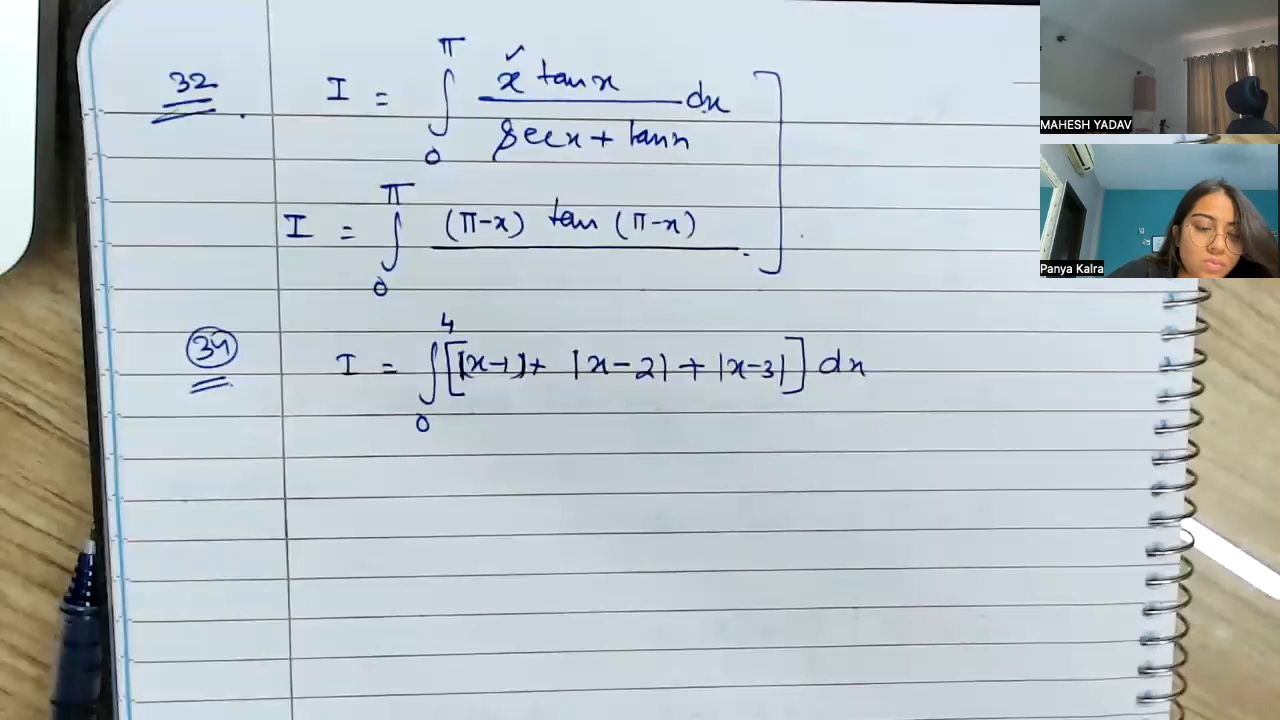 32 I = ∫₀^π x tan x / (sec x + tan x) dx
MAHESH YADAV
I = ∫₀^π (π-x) tan (π-x)
Panya Kalra
34 I = ∫₀⁴ [|x-1| + |x-2| + |x-3|] dx